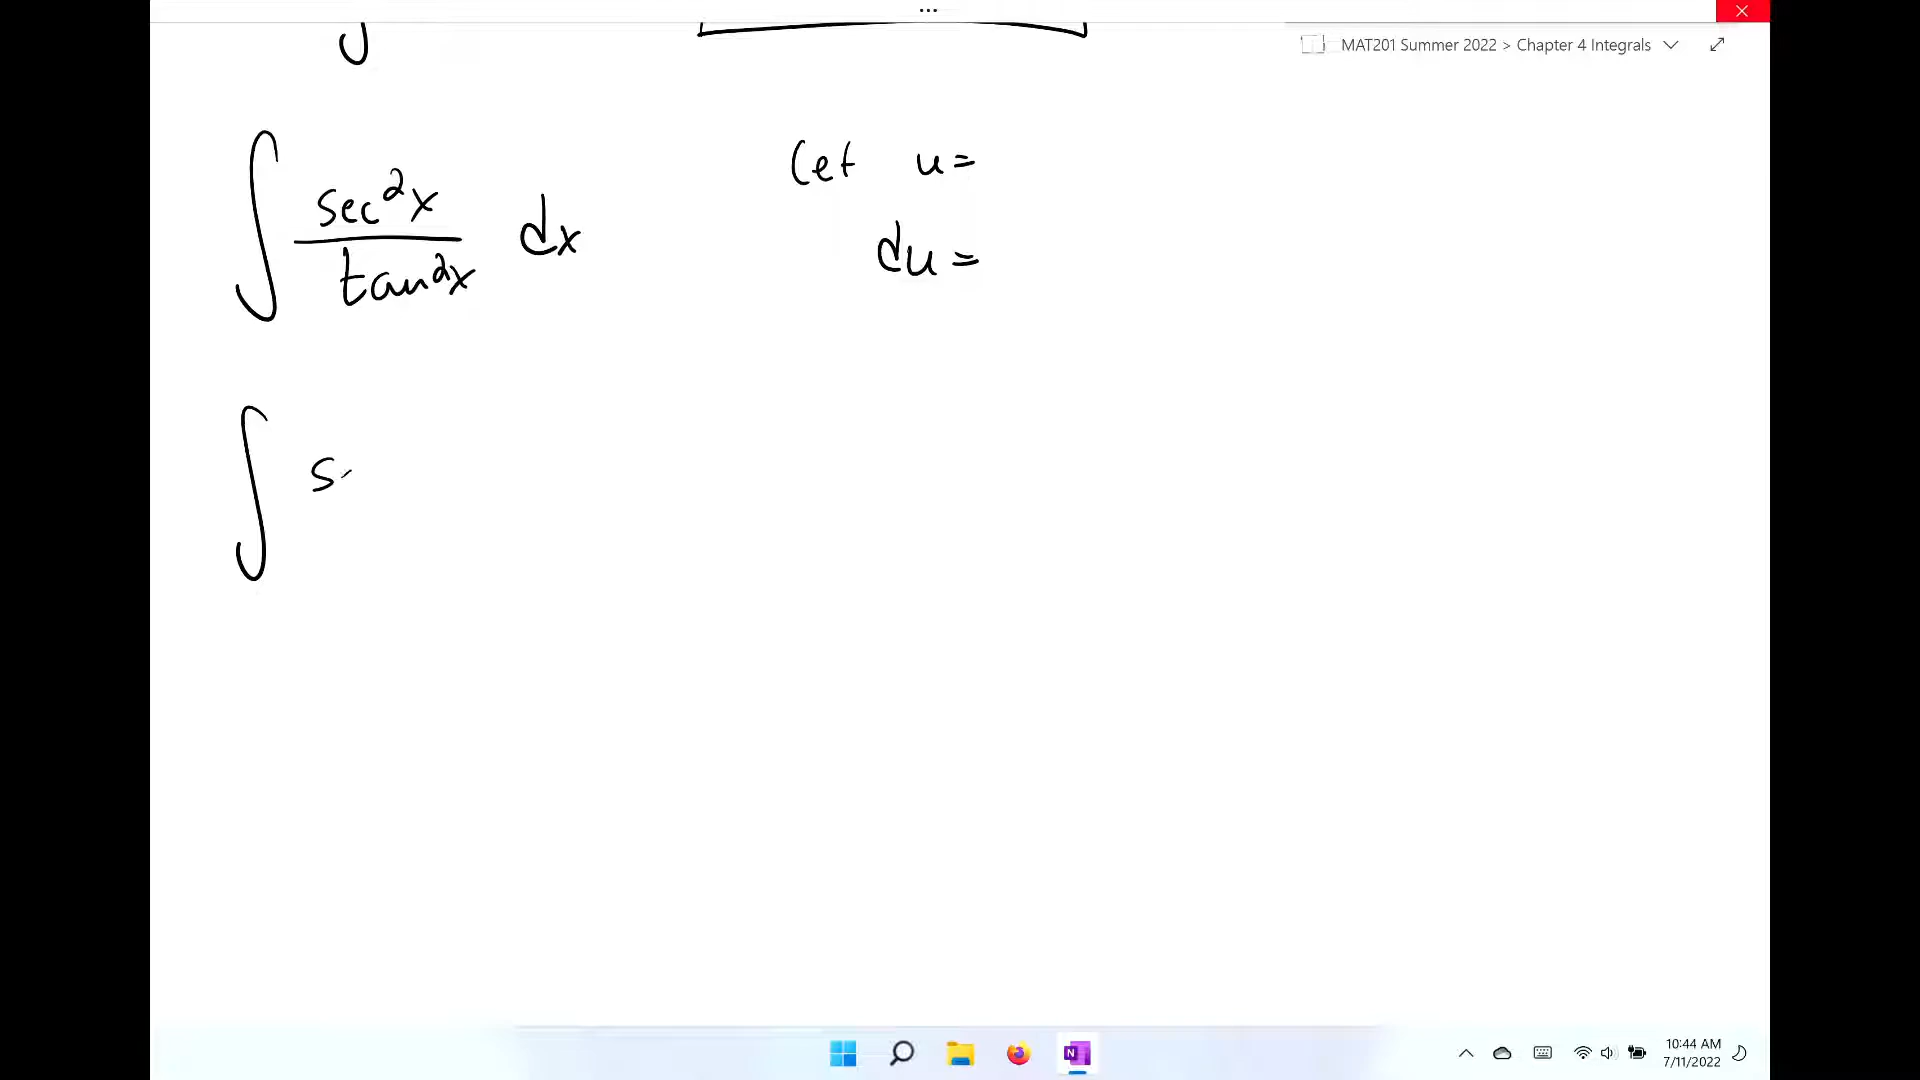 ...
MAT201 Summer 2022 > Chapter 4 Integrals
∫ sec²x / tan²x dx
Let u=
du=
∫ s
10:44 AM
7/11/2022